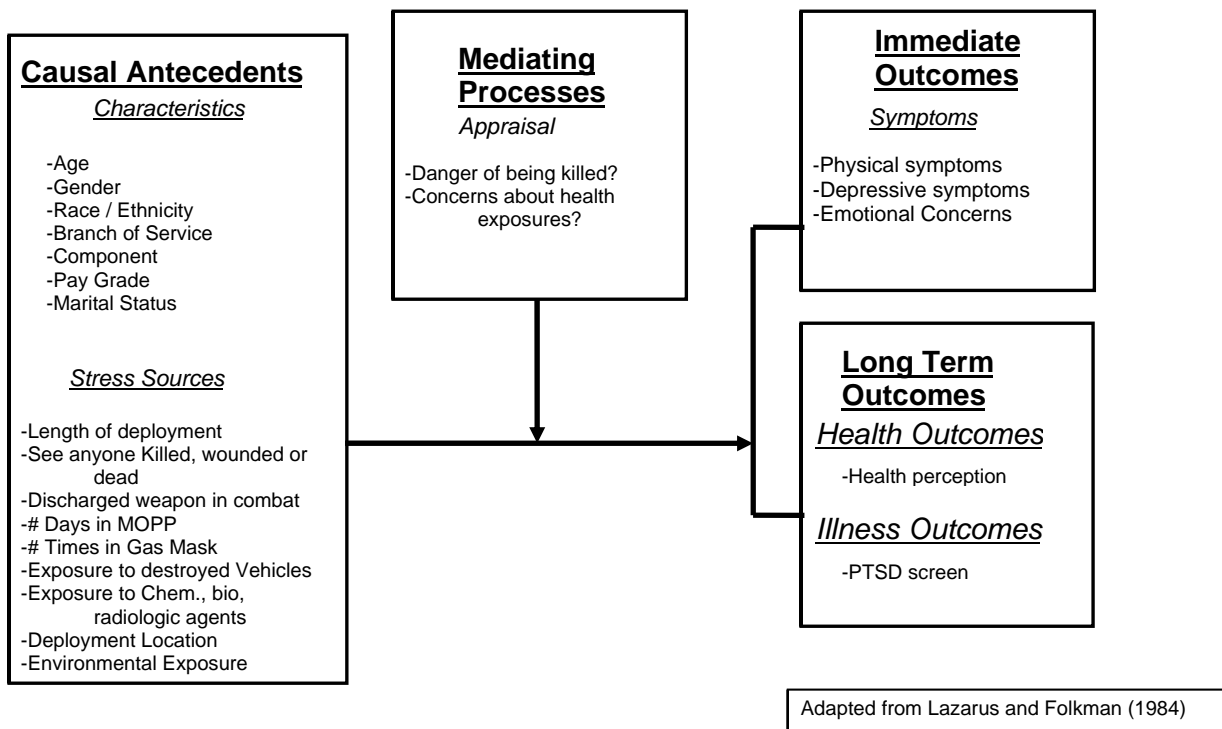 Causal Antecedents
Characteristics
-Age
-Gender
-Race / Ethnicity
-Branch of Service
-Component
-Pay Grade
-Marital Status
Stress Sources
-Length of deployment
-See anyone Killed, wounded or
dead
-Discharged weapon in combat
-# Days in MOPP
-# Times in Gas Mask
-Exposure to destroyed Vehicles
-Exposure to Chem., bio,
radiologic agents
-Deployment Location
-Environmental Exposure
Mediating
Processes
Appraisal
-Danger of being killed?
-Concerns about health
exposures?
Immediate
Outcomes
Symptoms
-Physical symptoms
-Depressive symptoms
-Emotional Concerns
Long Term
Outcomes
Health Outcomes
-Health perception
Illness Outcomes
-PTSD screen
Adapted from Lazarus and Folkman (1984)